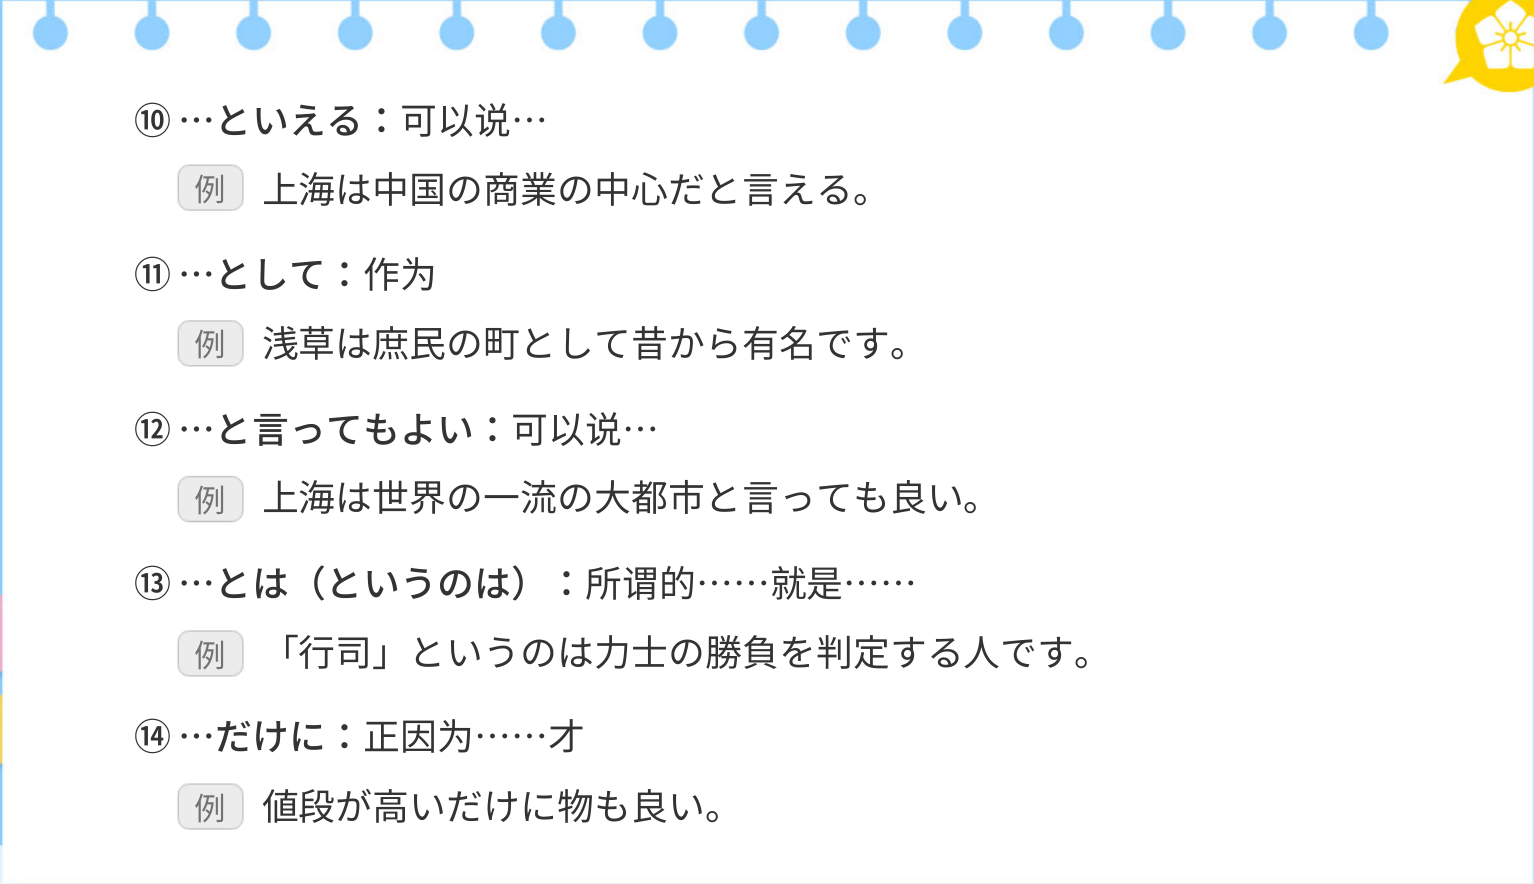 ⑩…といえる：可以说…
例 上海は中国の商業の中心だと言える。
⑪…として：作为
例 浅草は庶民の町として昔から有名です。
⑫…と言ってもよい：可以说…
例 上海は世界の一流の大都市と言っても良い。
⑬…とは（というのは）：所谓的……就是……
例 「行司」というのは力士の勝負を判定する人です。
⑭…だけに：正因为……才
例 値段が高いだけに物も良い。